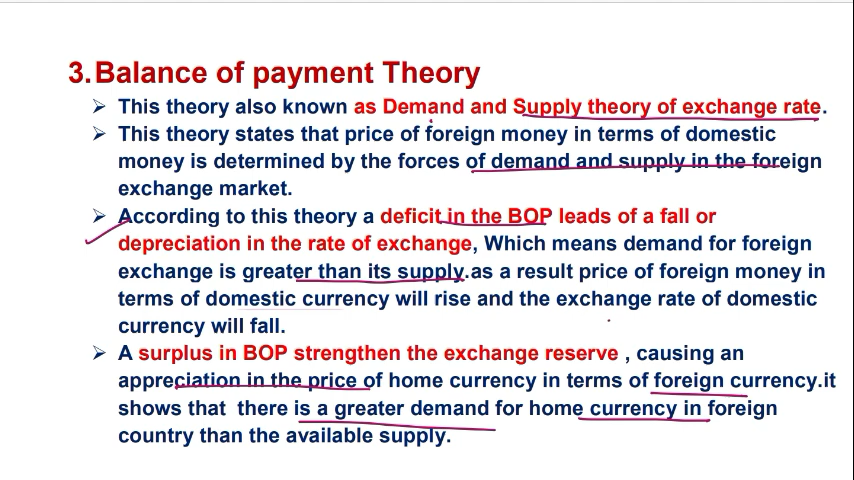 3. Balance of payment Theory
➢ This theory also known as Demand and Supply theory of exchange rate.
➢ This theory states that price of foreign money in terms of domestic
money is determined by the forces of demand and supply in the foreign
exchange market.
➢ According to this theory a deficit in the BOP leads of a fall or
depreciation in the rate of exchange, Which means demand for foreign
exchange is greater than its supply.as a result price of foreign money in
terms of domestic currency will rise and the exchange rate of domestic
currency will fall.
➢ A surplus in BOP strengthen the exchange reserve , causing an
appreciation in the price of home currency in terms of foreign currency.it
shows that there is a greater demand for home currency in foreign
country than the available supply.